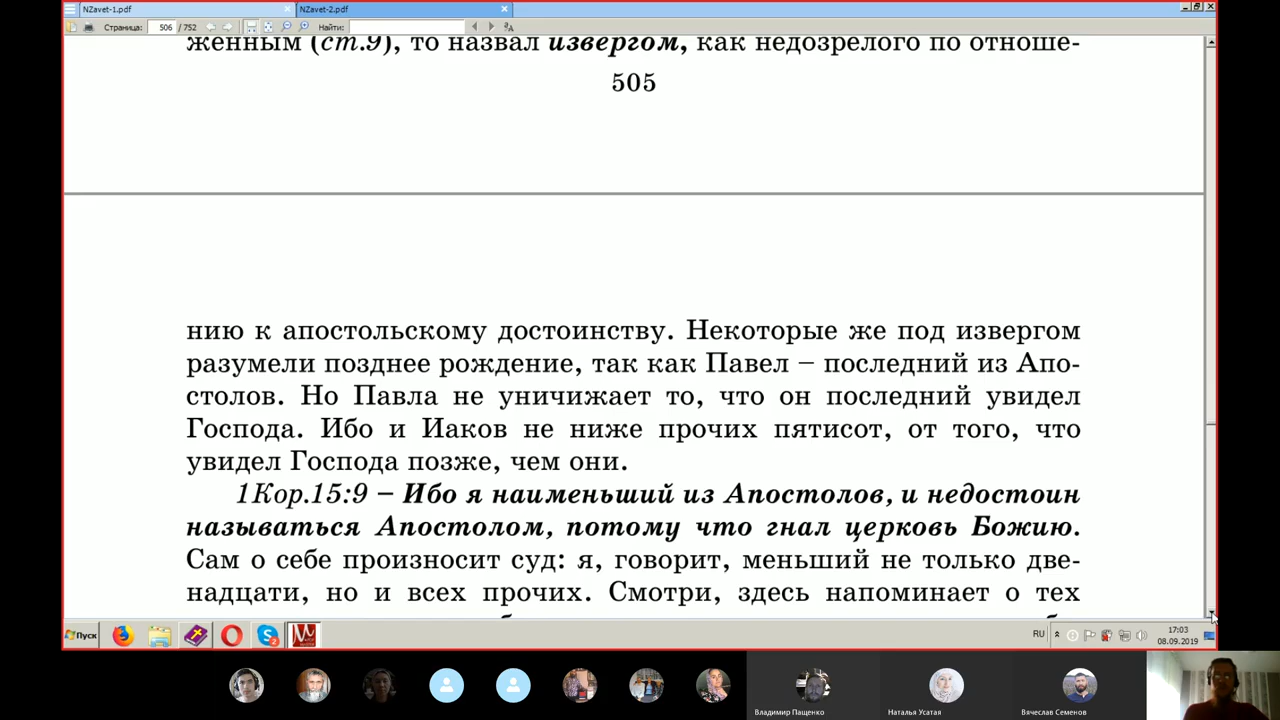 NZavet-1.pdf
NZavet-2.pdf
Страница: 506 / 752 Найти:
женным (ст.9), то назвал извергом, как недозрелого по отноше-
505
нию к апостольскому достоинству. Некоторые же под извергом
разумели позднее рождение, так как Павел – последний из Апо-
столов. Но Павла не уничижает то, что он последний увидел
Господа. Ибо и Иаков не ниже прочих пятисот, от того, что
увидел Господа позже, чем они.
1Кор.15:9 – Ибо я наименьший из Апостолов, и недостоин
называться Апостолом, потому что гнал церковь Божию.
Сам о себе произносит суд: я, говорит, меньший не только две-
надцати, но и всех прочих. Смотри, здесь напоминает о тех
Пуск
2
RU
17:03
08.09.2019
Владимир Пащенко
Наталья Усатая
Вячеслав Семенов